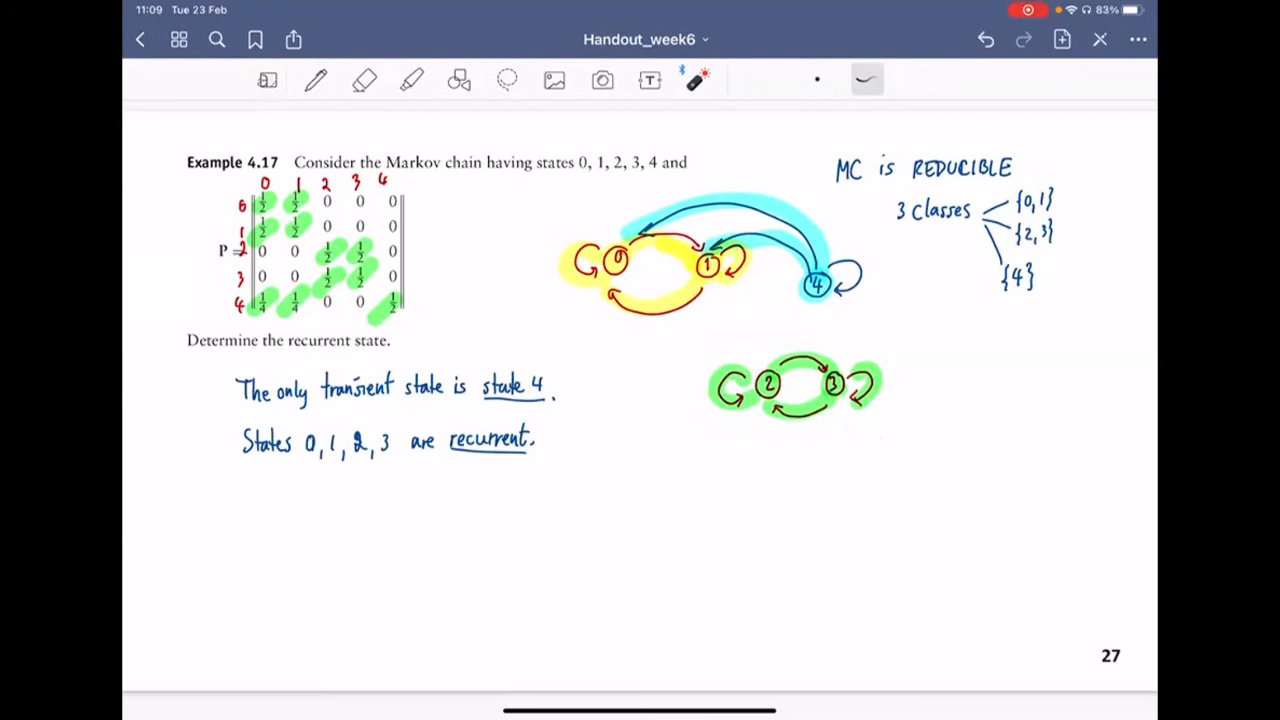 11:09 Tue 23 Feb
83%
Handout_week6
Example 4.17 Consider the Markov chain having states 0, 1, 2, 3, 4 and
0 1 2 3 4
0 1/2 1/2 0 0 0
1 1/2 1/2 0 0 0
P = 2 0 0 1/2 1/2 0
3 0 0 1/2 1/2 0
4 1/4 1/4 0 0 1/2
Determine the recurrent state.
The only transient state is state 4.
States 0, 1, 2, 3 are recurrent.
0 1 4
2 3
MC is REDUCIBLE
3 classes {0,1}
{2,3}
{4}
27